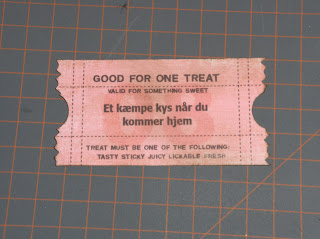 GOOD FOR ONE TREAT
VALID FOR SOMETHING SWEET
Et kæmpe kys når du
kommer hjem
TREAT MUST BE ONE OF THE FOLLOWING:
TASTY STICKY JUICY LICKABLE FRESH